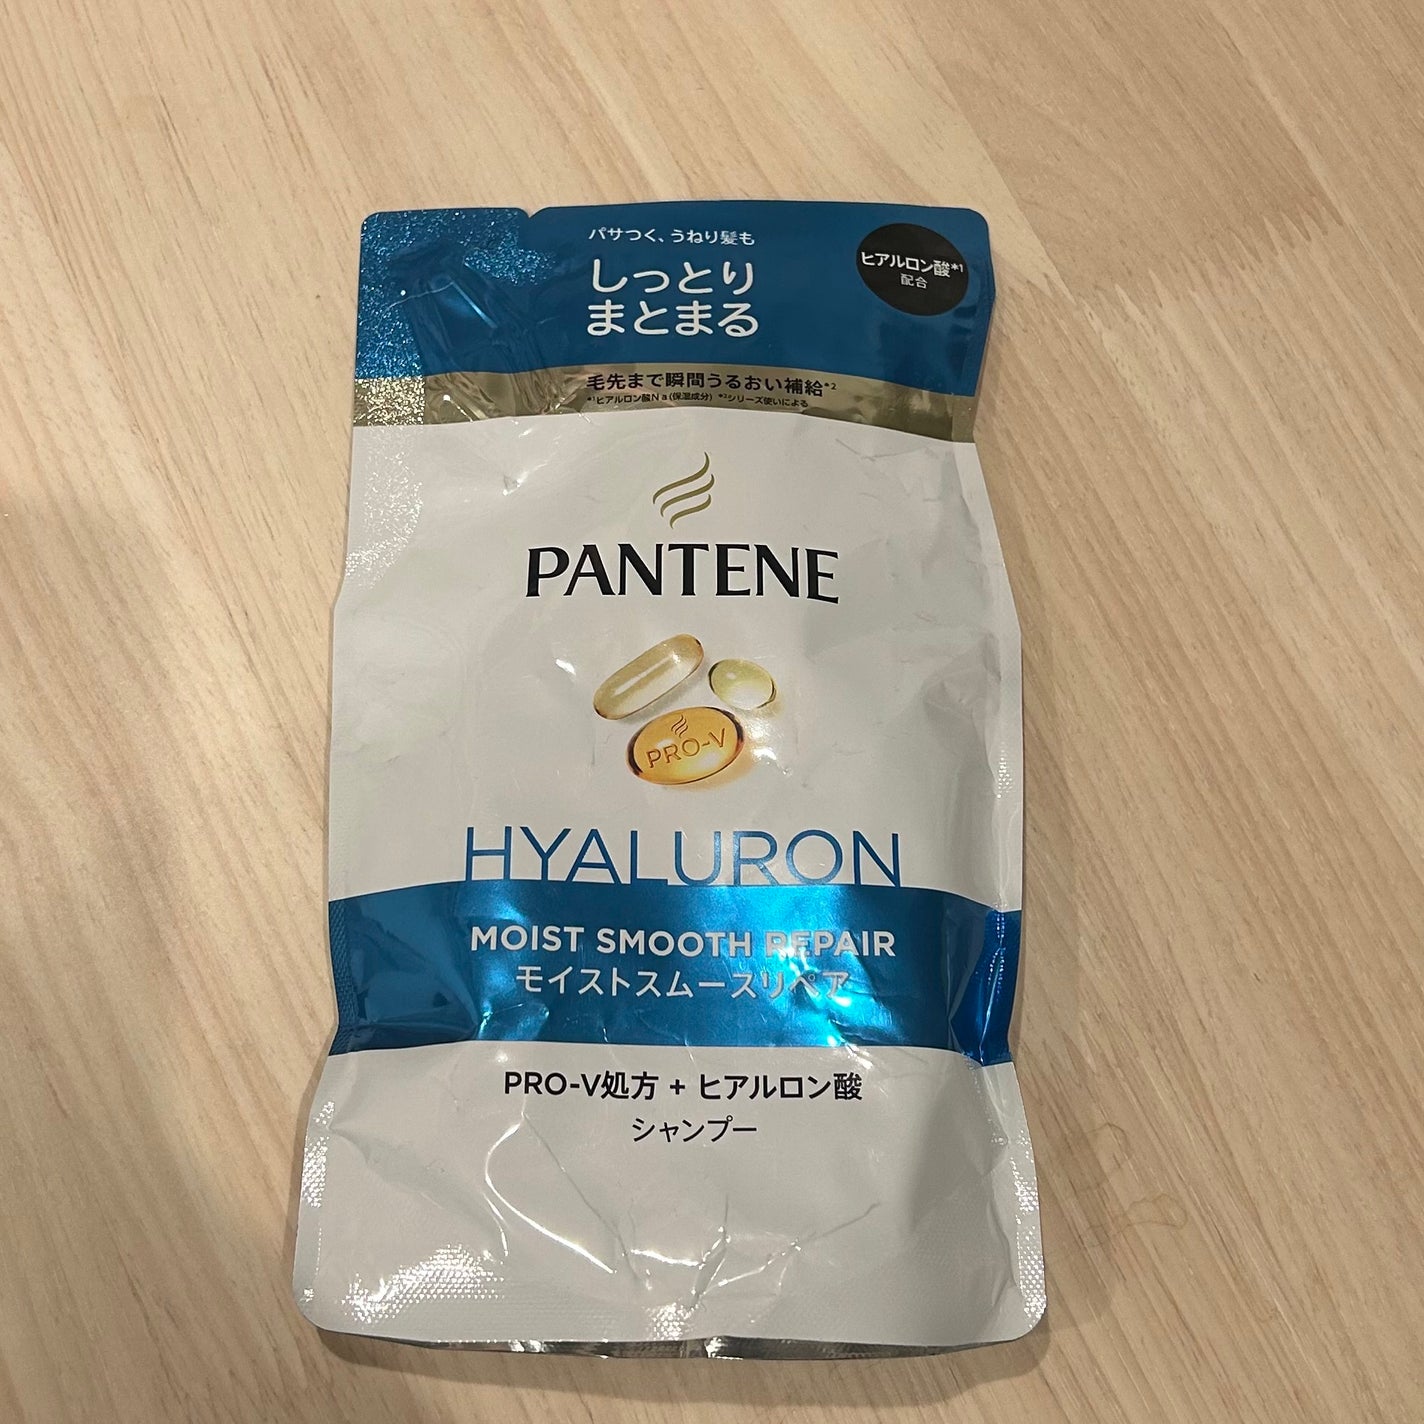 パサつく、うねり髪も
しっとり
まとまる
ヒアルロン酸*1
配合
毛先まで瞬間うるおい補給*2
*1ヒアルロン酸Na(保湿成分) *2シリーズ使いによる
PANTENE
PRO-V
HYALURON
MOIST SMOOTH REPAIR
モイストスムースリペア
PRO-V処方 + ヒアルロン酸
シャンプー